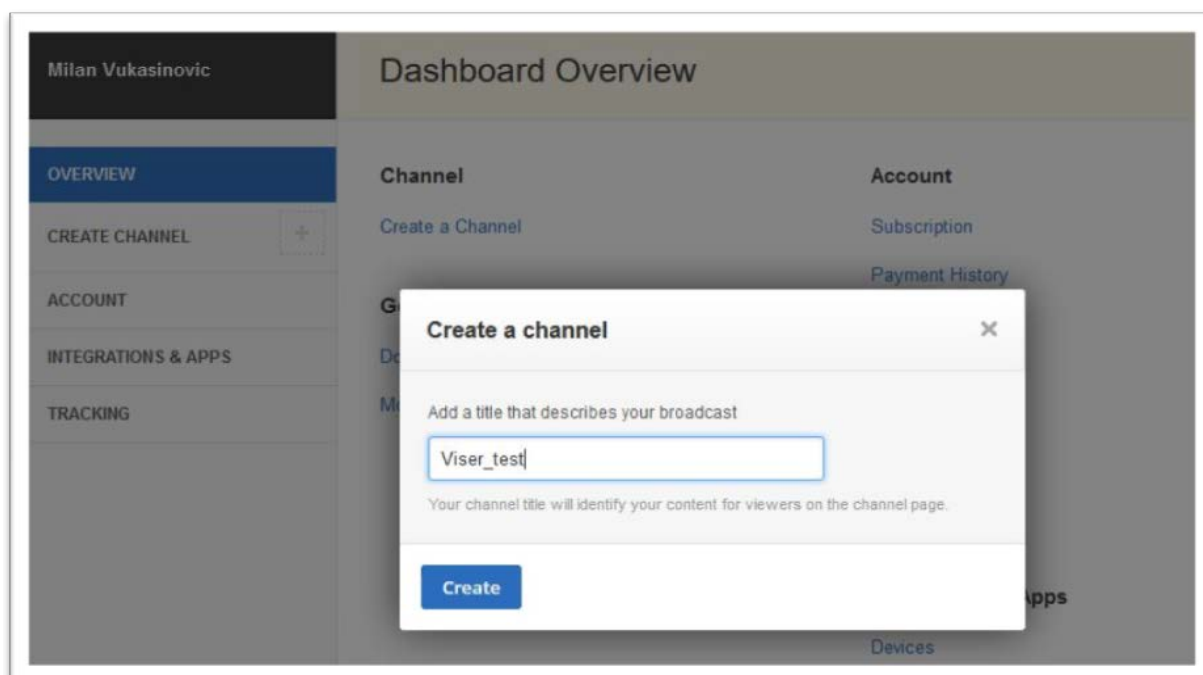 Milan Vukasinovic
Dashboard Overview
OVERVIEW
CREATE CHANNEL
+
ACCOUNT
INTEGRATIONS & APPS
TRACKING
Channel
Create a Channel
Account
Subscription
Payment History
Create a channel
×
Add a title that describes your broadcast
Viser_test
Your channel title will identify your content for viewers on the channel page.
Create
Devices